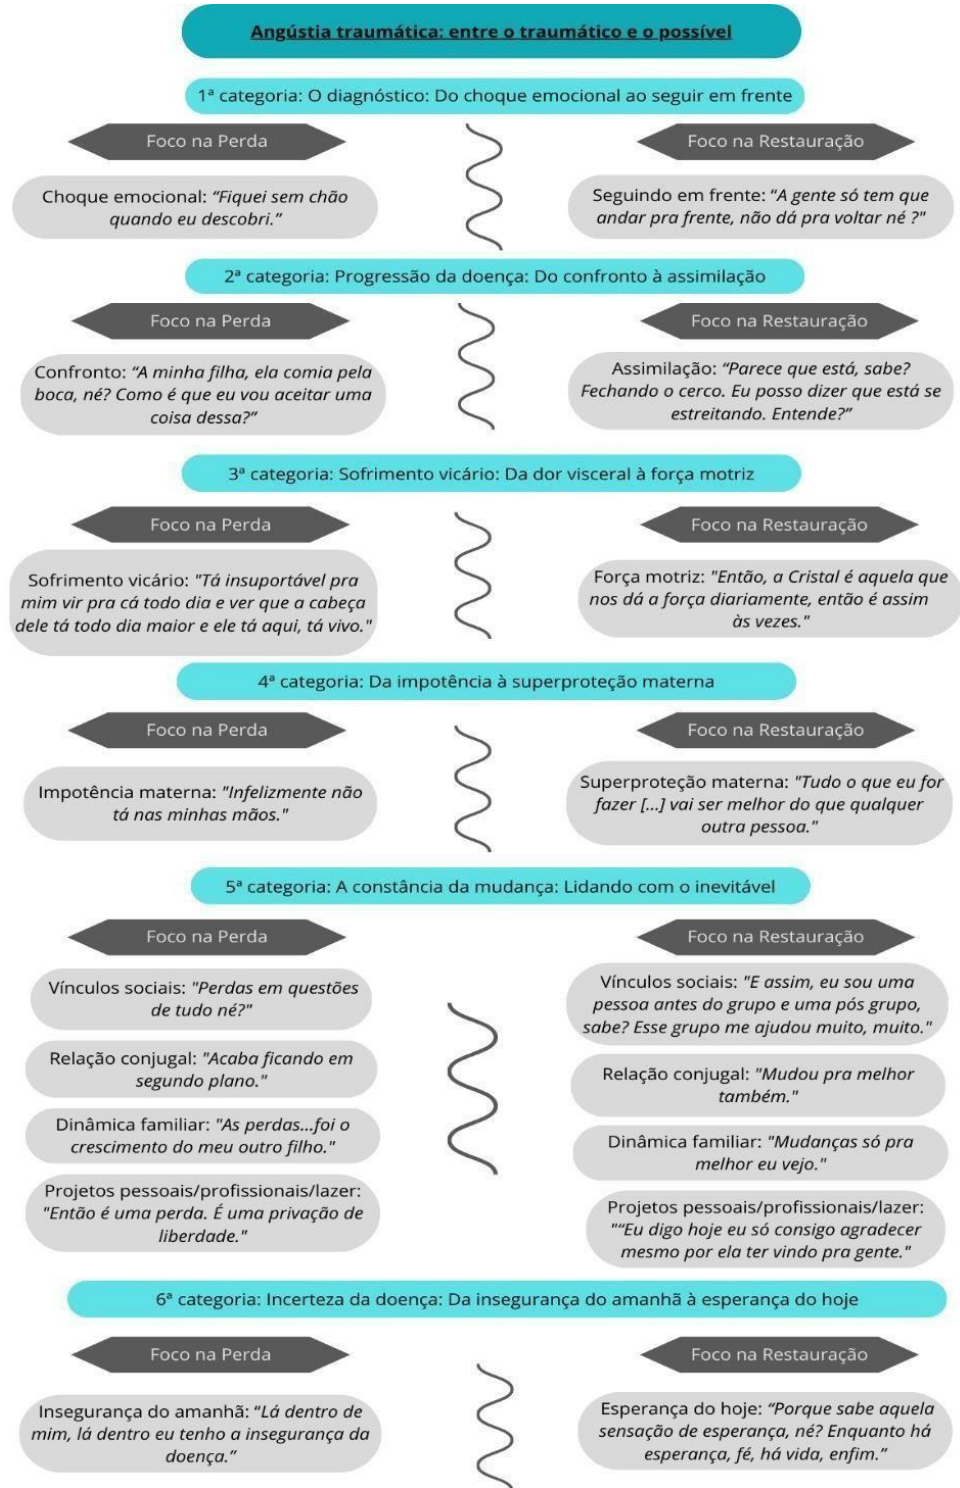 Angústia traumática: entre o traumático e o possível
1ª categoria: O diagnóstico: Do choque emocional ao seguir em frente
Foco na Perda
Foco na Restauração
Choque emocional: “Fiquei sem chão
quando eu descobri.”
Seguindo em frente: “A gente só tem que
andar pra frente, não dá pra voltar né ?"
2ª categoria: Progressão da doença: Do confronto à assimilação
Foco na Perda
Foco na Restauração
Confronto: “A minha filha, ela comia pela
boca, né? Como é que eu vou aceitar uma
coisa dessa?”
Assimilação: “Parece que está, sabe?
Fechando o cerco. Eu posso dizer que está se
estreitando. Entende?”
3ª categoria: Sofrimento vicário: Da dor visceral à força motriz
Foco na Perda
Foco na Restauração
Sofrimento vicário: "Tá insuportável pra
mim vir pra cá todo dia e ver que a cabeça
dele tá todo dia maior e ele tá aqui, tá vivo."
Força motriz: "Então, a Cristal é aquela que
nos dá a força diariamente, então é assim
às vezes."
4ª categoria: Da impotência à superproteção materna
Foco na Perda
Foco na Restauração
Impotência materna: "Infelizmente não
tá nas minhas mãos."
Superproteção materna: "Tudo o que eu for
fazer [...] vai ser melhor do que qualquer
outra pessoa."
5ª categoria: A constância da mudança: Lidando com o inevitável
Foco na Perda
Foco na Restauração
Vínculos sociais: "Perdas em questões
de tudo né?"
Relação conjugal: "Acaba ficando em
segundo plano."
Dinâmica familiar: "As perdas...foi o
crescimento do meu outro filho."
Projetos pessoais/profissionais/lazer:
"Então é uma perda. É uma privação de
liberdade."
Vínculos sociais: "E assim, eu sou uma
pessoa antes do grupo e uma pós grupo,
sabe? Esse grupo me ajudou muito, muito."
Relação conjugal: "Mudou pra melhor
também."
Dinâmica familiar: "Mudanças só pra
melhor eu vejo."
Projetos pessoais/profissionais/lazer:
"“Eu digo hoje eu só consigo agradecer
mesmo por ela ter vindo pra gente."
6ª categoria: Incerteza da doença: Da insegurança do amanhã à esperança do hoje
Foco na Perda
Foco na Restauração
Insegurança do amanhã: “Lá dentro de
mim, lá dentro eu tenho a insegurança da
doença.”
Esperança do hoje: “Porque sabe aquela
sensação de esperança, né? Enquanto há
esperança, fé, há vida, enfim.”